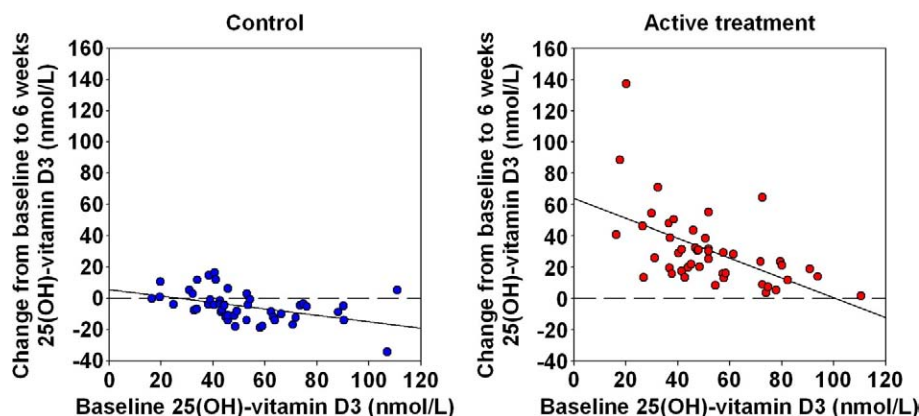 Control
Change from baseline to 6 weeks
25(OH)-vitamin D3 (nmol/L)
160
140
120
100
80
60
40
20
0
-20
-40
0 20 40 60 80 100 120
Baseline 25(OH)-vitamin D3 (nmol/L)
Active treatment
Change from baseline to 6 weeks
25(OH)-vitamin D3 (nmol/L)
160
140
120
100
80
60
40
20
0
-20
-40
0 20 40 60 80 100 120
Baseline 25(OH)-vitamin D3 (nmol/L)